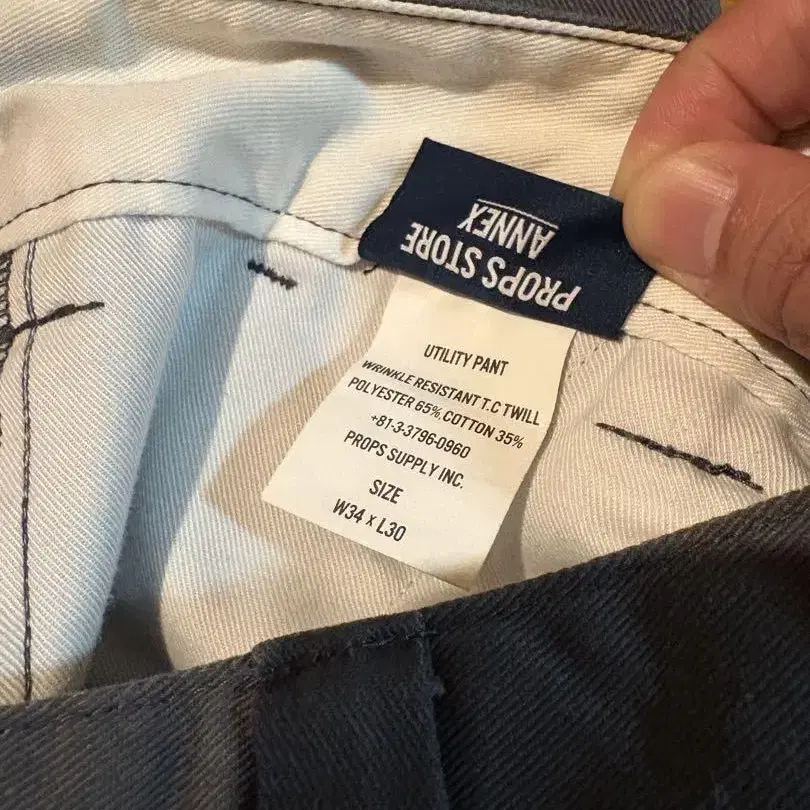 PROPS STORE
ANNEX
UTILITY PANT
WRINKLE RESISTANT T.C TWILL
POLYESTER 65%, COTTON 35%
+81-3-3796-0960
PROPS SUPPLY INC.
SIZE
W34 x L30